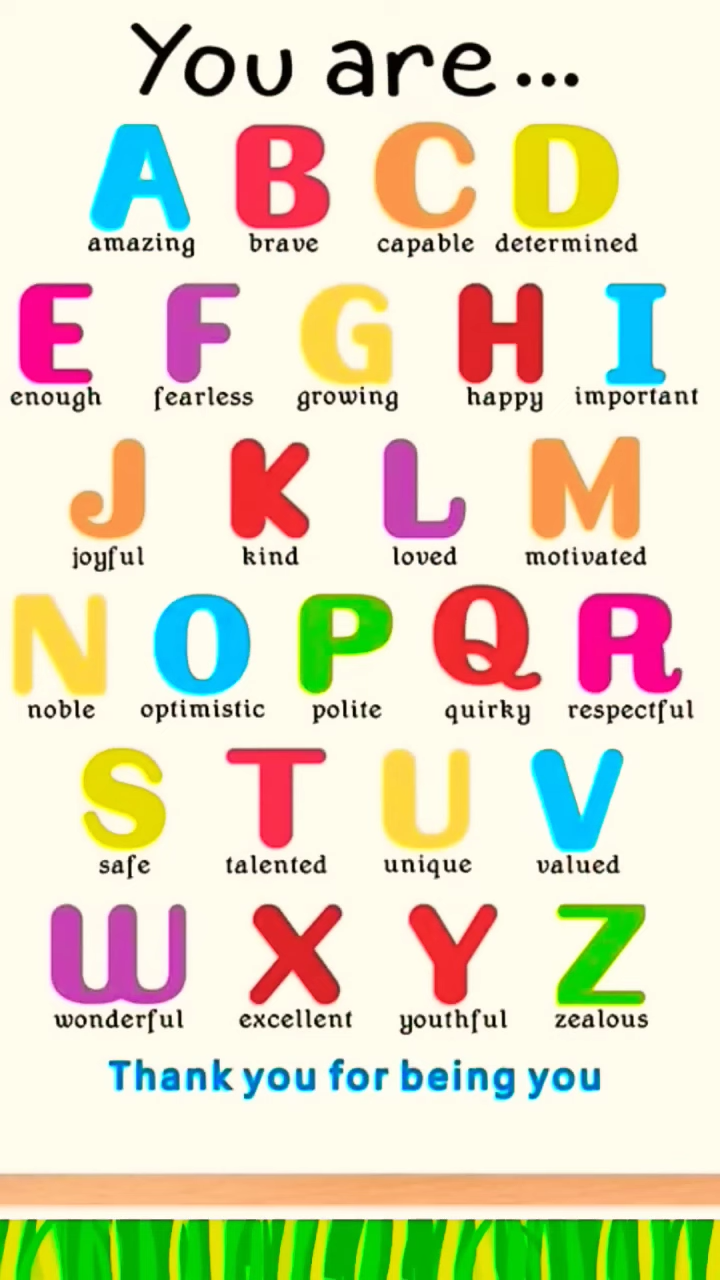 You are...
A B C D
amazing brave capable determined
E F G H I
enough fearless growing happy important
J K L M
joyful kind loved motivated
N O P Q R
noble optimistic polite quirky respectful
S T U V
safe talented unique valued
W X Y Z
wonderful excellent youthful zealous
Thank you for being you